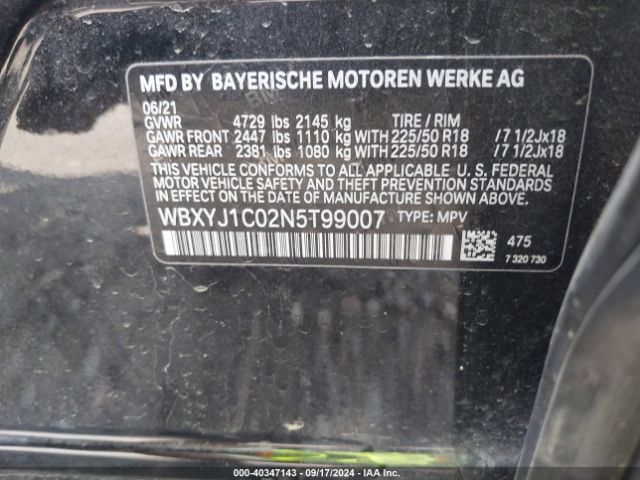 MFD BY BAYERISCHE MOTOREN WERKE AG
06/21
GVWR 4729 lbs 2145 kg TIRE / RIM
GAWR FRONT 2447 lbs 1110 kg WITH 225/50 R18 /7 1/2Jx18
GAWR REAR 2381 lbs 1080 kg WITH 225/50 R18 /7 1/2Jx18
THIS VEHICLE CONFORMS TO ALL APPLICABLE U. S. FEDERAL
MOTOR VEHICLE SAFETY AND THEFT PREVENTION STANDARDS
IN EFFECT ON THE DATE OF MANUFACTURE SHOWN ABOVE.
WBXYJ1C02N5T99007 TYPE: MPV
475
7 320 730
000-40347143 - 09/17/2024 - IAA Inc.